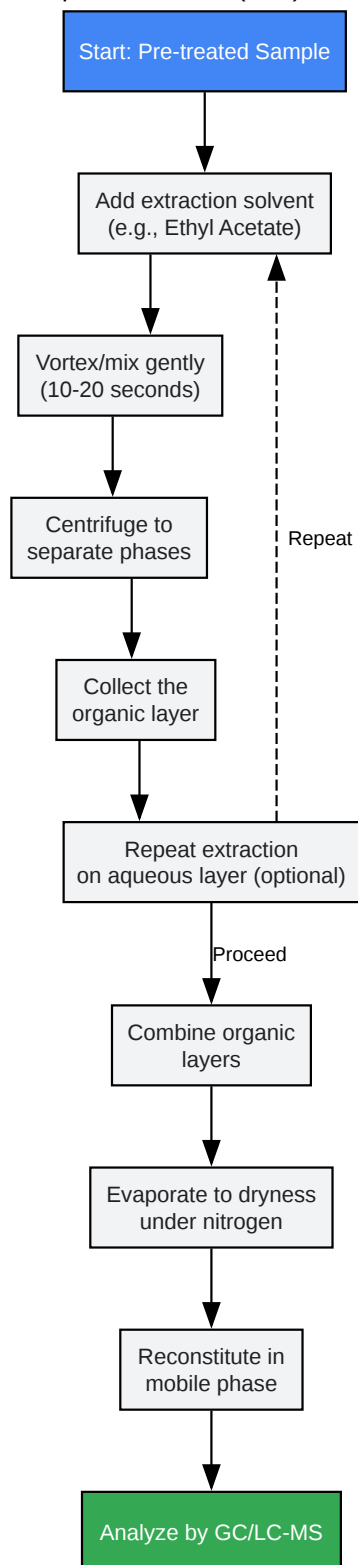 Start: Pre-treated Sample
Add extraction solvent
(e.g., Ethyl Acetate)
Vortex/mix gently
(10-20 seconds)
Centrifuge to
separate phases
Repeat
Collect the
organic layer
Repeat extraction
on aqueous layer (optional)
Proceed
Combine organic
layers
Evaporate to dryness
under nitrogen
Reconstitute in
mobile phase
Analyze by GC/LC-MS